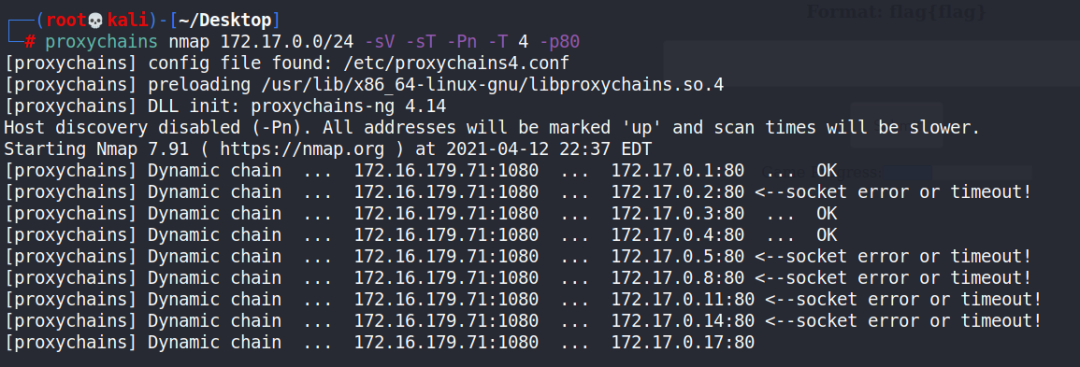 Format: flag{flag}
┌──(root💀kali)-[~/Desktop]
└─# proxychains nmap 172.17.0.0/24 -sV -sT -Pn -T 4 -p80
[proxychains] config file found: /etc/proxychains4.conf
[proxychains] preloading /usr/lib/x86_64-linux-gnu/libproxychains.so.4
[proxychains] DLL init: proxychains-ng 4.14
Host discovery disabled (-Pn). All addresses will be marked 'up' and scan times will be slower.
Starting Nmap 7.91 ( https://nmap.org ) at 2021-04-12 22:37 EDT
[proxychains] Dynamic chain  ...  172.16.179.71:1080  ...  172.17.0.1:80  ...  OK
[proxychains] Dynamic chain  ...  172.16.179.71:1080  ...  172.17.0.2:80 <--socket error or timeout!
[proxychains] Dynamic chain  ...  172.16.179.71:1080  ...  172.17.0.3:80  ...  OK
[proxychains] Dynamic chain  ...  172.16.179.71:1080  ...  172.17.0.4:80  ...  OK
[proxychains] Dynamic chain  ...  172.16.179.71:1080  ...  172.17.0.5:80 <--socket error or timeout!
[proxychains] Dynamic chain  ...  172.16.179.71:1080  ...  172.17.0.8:80 <--socket error or timeout!
[proxychains] Dynamic chain  ...  172.16.179.71:1080  ...  172.17.0.11:80 <--socket error or timeout!
[proxychains] Dynamic chain  ...  172.16.179.71:1080  ...  172.17.0.14:80 <--socket error or timeout!
[proxychains] Dynamic chain  ...  172.16.179.71:1080  ...  172.17.0.17:80